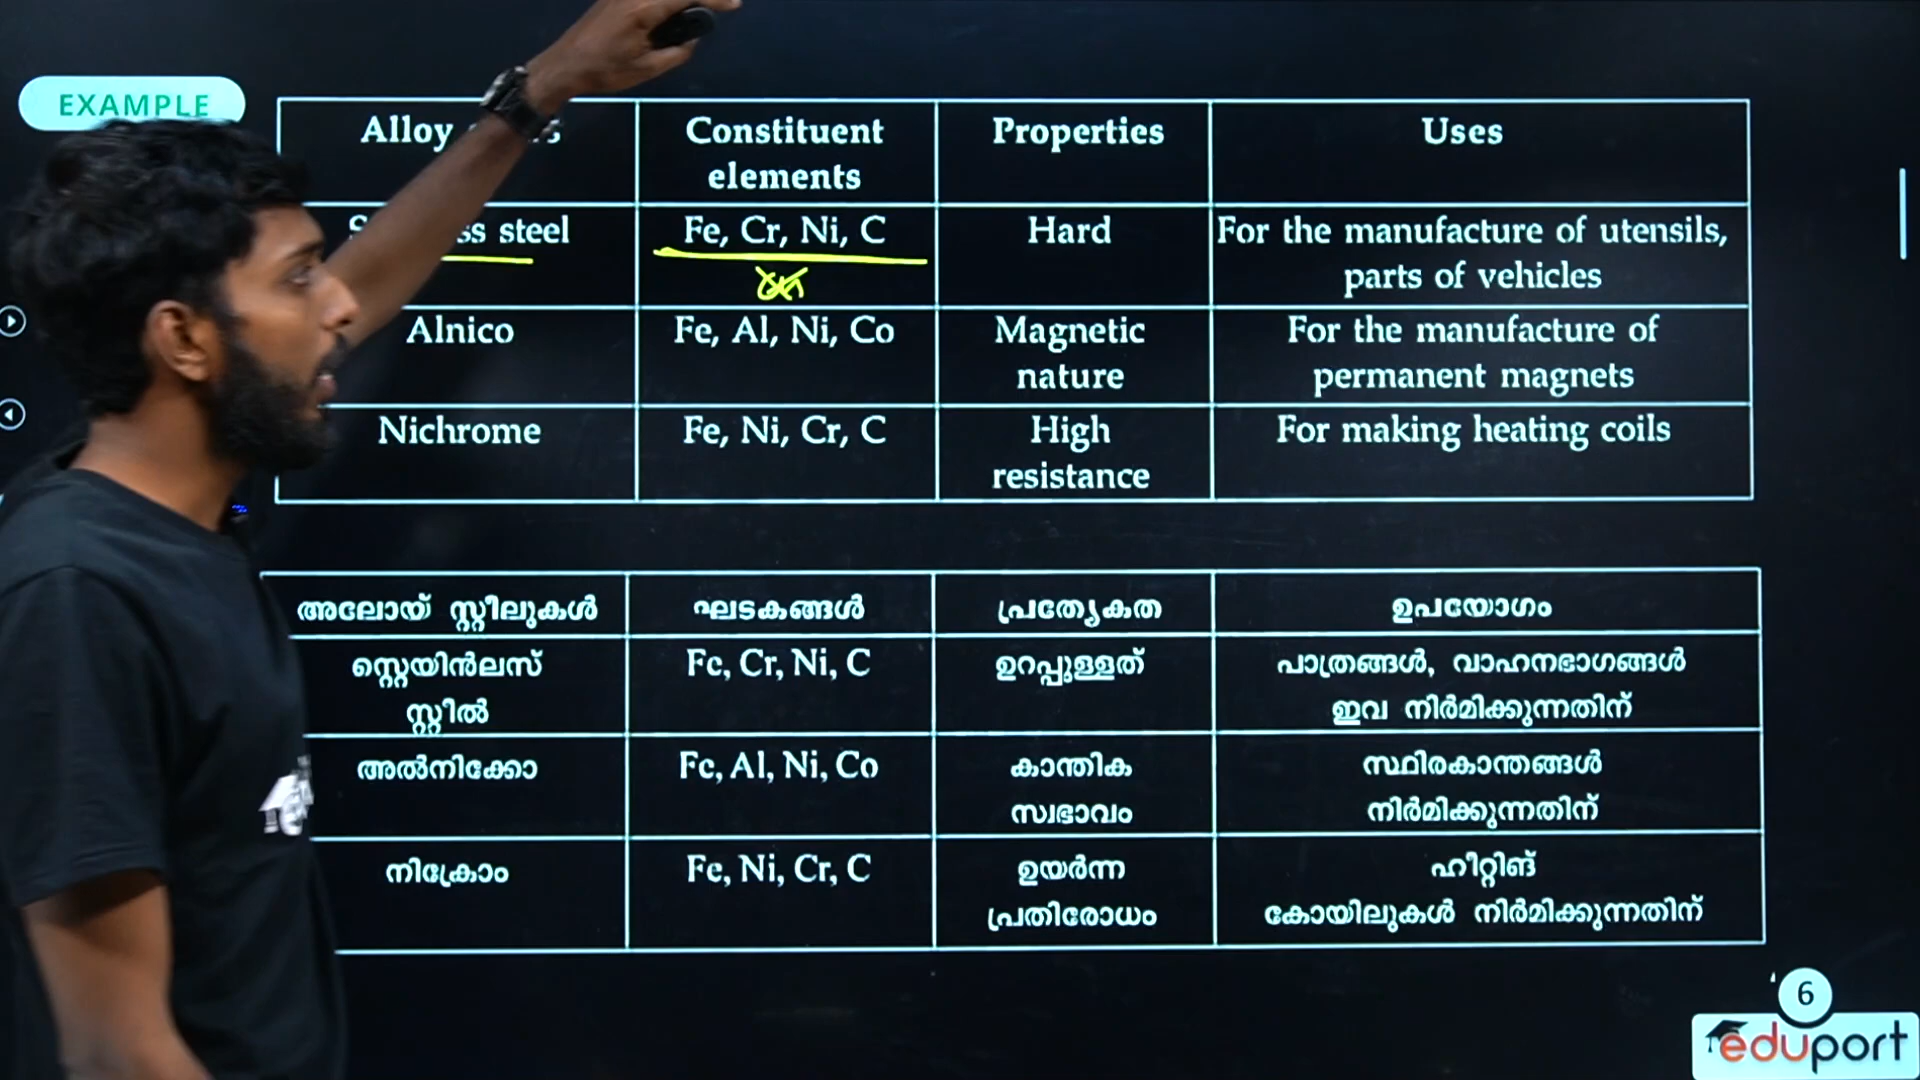 EXAMPLE
Alloy
Constituent
elements
Properties
Uses
steel
Fe, Cr, Ni, C
Hard
For the manufacture of utensils,
parts of vehicles
Alnico
Fe, Al, Ni, Co
Magnetic
nature
For the manufacture of
permanent magnets
Nichrome
Fe, Ni, Cr, C
High
resistance
For making heating coils
അലോയ് സ്റ്റീലുകൾ
ഘടകങ്ങൾ
പ്രത്യേകത
ഉപയോഗം
സ്റ്റെയിൻലസ്
സ്റ്റീൽ
Fe, Cr, Ni, C
ഉറപ്പുള്ളത്
പാത്രങ്ങൾ, വാഹനഭാഗങ്ങൾ
ഇവ നിർമിക്കുന്നതിന്
അൽനിക്കോ
Fe, Al, Ni, Co
കാന്തിക
സ്വഭാവം
സ്ഥിരകാന്തങ്ങൾ
നിർമിക്കുന്നതിന്
നിക്രോം
Fe, Ni, Cr, C
ഉയർന്ന
പ്രതിരോധം
ഹീറ്റിങ്
കോയിലുകൾ നിർമിക്കുന്നതിന്
6
eduport